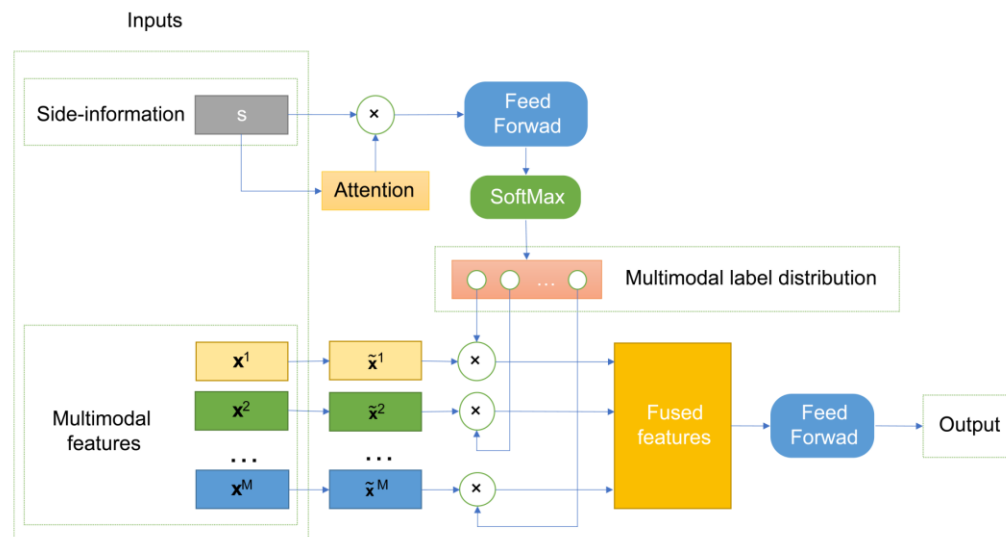 Inputs
Side-information
s
×
Feed
Forwad
Attention
SoftMax
... Multimodal label distribution
x¹ x̃¹ ×
x² x̃² ×
Multimodal
features
Fused
features
Feed
Forwad
Output
... ...
xᴹ x̃ᴹ ×